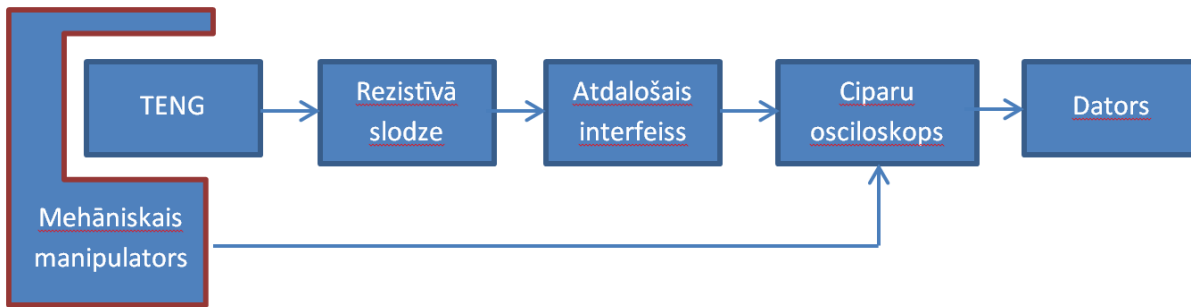 TENG
Rezistīvā
slodze
Atdalošais
interfeiss
Ciparu
osciloskops
Dators
Mehāniskais
manipulators